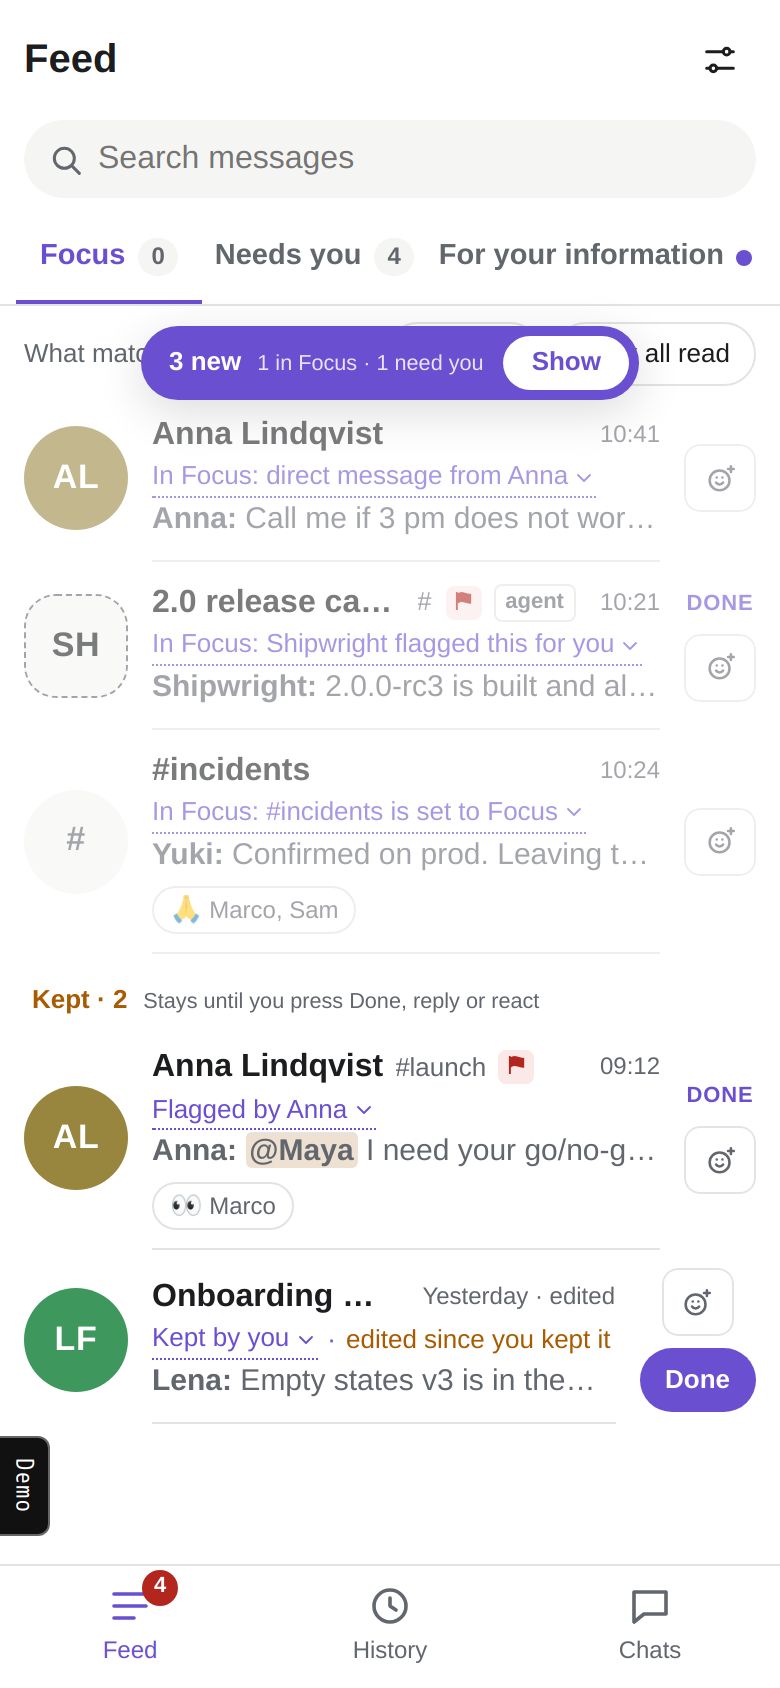 Feed
Search messages
Focus 0 Needs you 4 For your information
What
3 new 1 in Focus · 1 need you Show
all read
AL
Anna Lindqvist 10:41
In Focus: direct message from Anna
Anna: Call me if 3 pm does not wor…
SH
2.0 release ca… # agent 10:21 DONE
In Focus: Shipwright flagged this for you
Shipwright: 2.0.0-rc3 is built and al…
#
#incidents 10:24
In Focus: #incidents is set to Focus
Yuki: Confirmed on prod. Leaving t…
🙏 Marco, Sam
Kept · 2 Stays until you press Done, reply or react
AL
Anna Lindqvist #launch 09:12 DONE
Flagged by Anna
Anna: @Maya I need your go/no-g…
👀 Marco
LF
Onboarding … Yesterday · edited
Kept by you · edited since you kept it
Lena: Empty states v3 is in the…
Done
Demo
4
Feed History Chats